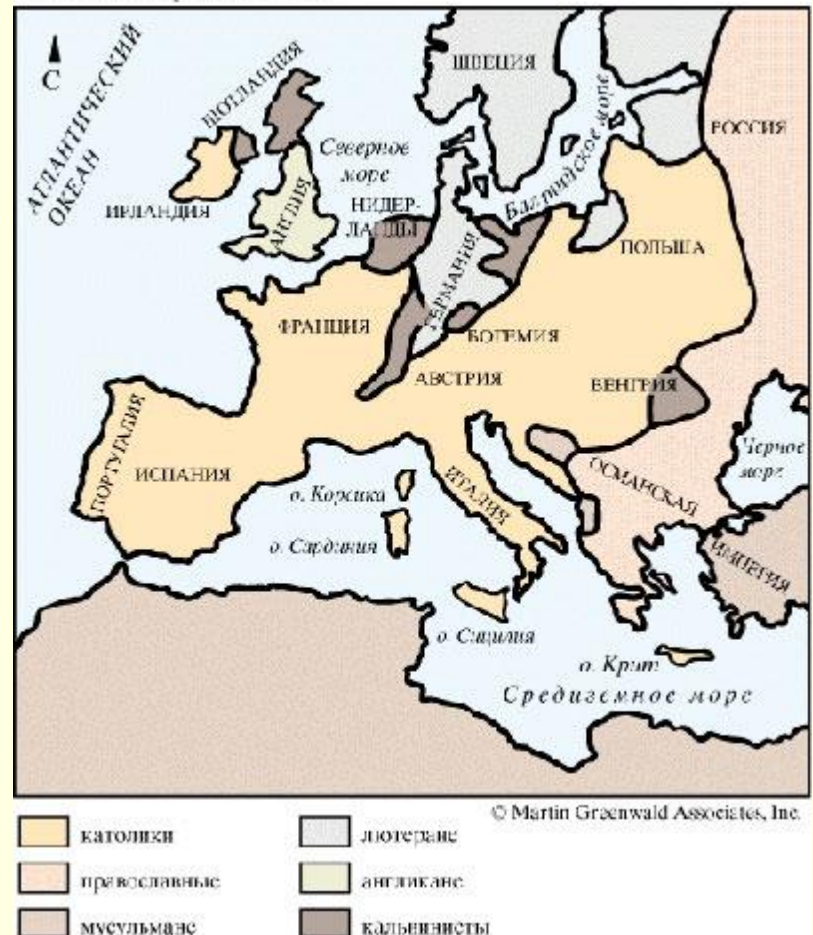 С
АТЛАНТИЧЕСКИЙ
ОКЕАН
ШОТЛАНДИЯ
ИРЛАНДИЯ
АНГЛИЯ
Северное
море
НИДЕР-
ЛАНДЫ
ШВЕЦИЯ
Балтийское море
РОССИЯ
ГЕРМАНИЯ
ПОЛЬША
ФРАНЦИЯ
БОГЕМИЯ
АВСТРИЯ
ВЕНГРИЯ
ПОРТУГАЛИЯ
ИСПАНИЯ
о. Корсика
о. Сардиния
ИТАЛИЯ
ОСМАНСКАЯ
ИМПЕРИЯ
Черное
море
о. Сицилия
о. Крит
Средиземное море
© Martin Greenwald Associates, Inc.
католики
православные
мусульмане
лютеране
англикане
кальвинисты